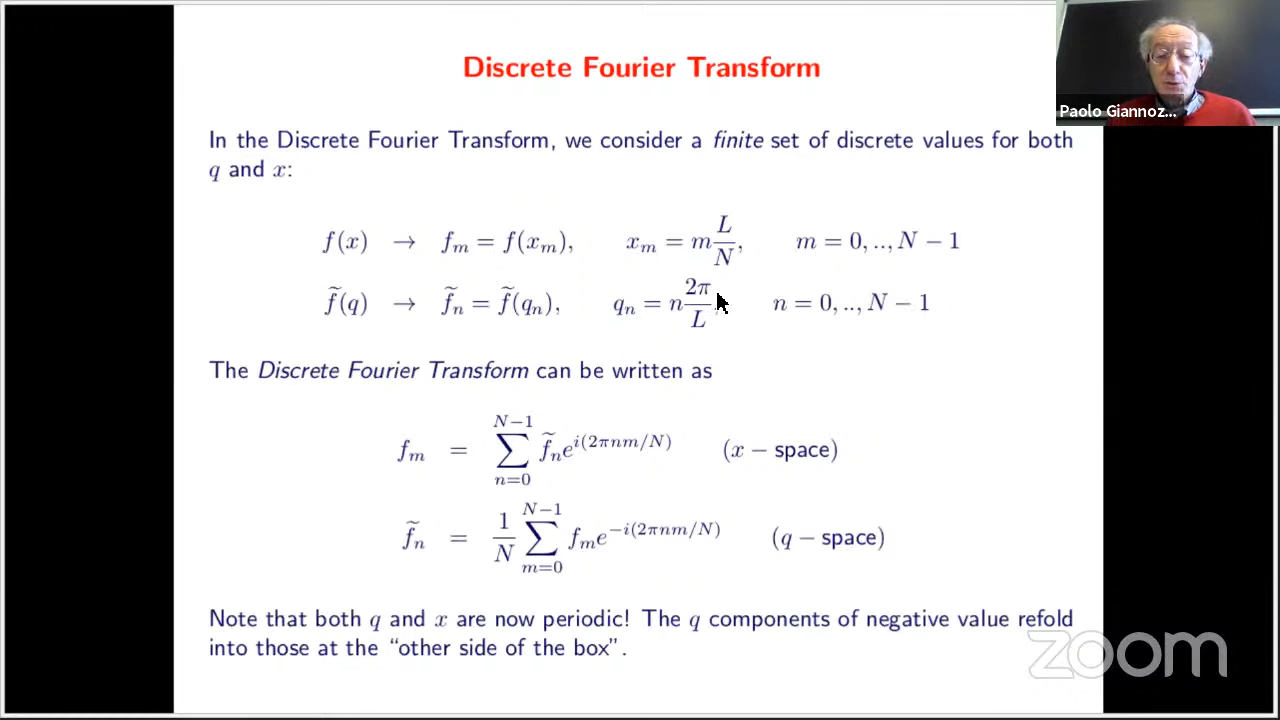 Discrete Fourier Transform
Paolo Giannoz...
In the Discrete Fourier Transform, we consider a finite set of discrete values for both
q and x:
f(x) → f_m = f(x_m), x_m = m L/N, m = 0, .., N − 1
f̃(q) → f̃_n = f̃(q_n), q_n = n 2π/L, n = 0, .., N − 1
The Discrete Fourier Transform can be written as
f_m = ∑_{n=0}^{N−1} f̃_n e^{i(2πnm/N)} (x − space)
f̃_n = 1/N ∑_{m=0}^{N−1} f_m e^{−i(2πnm/N)} (q − space)
Note that both q and x are now periodic! The q components of negative value refold
into those at the “other side of the box”.
zoom